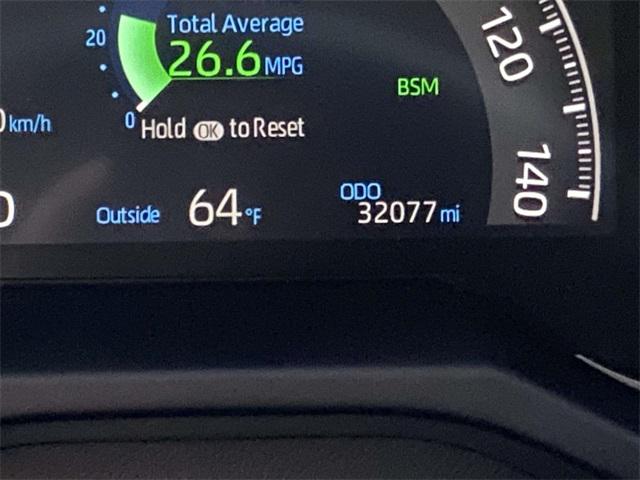 Total Average
20
26.6 MPG
120
BSM
km/h
0
Hold OK to Reset
140
Outside 64 °F
ODO
32077 mi